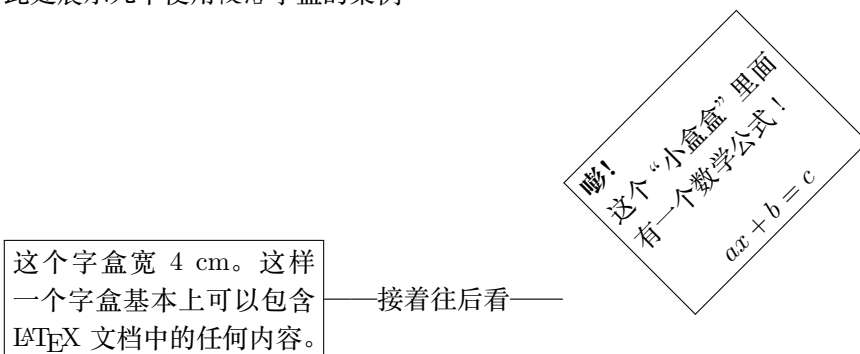 这个字盒宽 4 cm。这样
一个字盒基本上可以包含
LATEX 文档中的任何内容。
——接着往后看——
嘭！
这个“小盒盒”里面
有一个数学公式！
ax + b = c